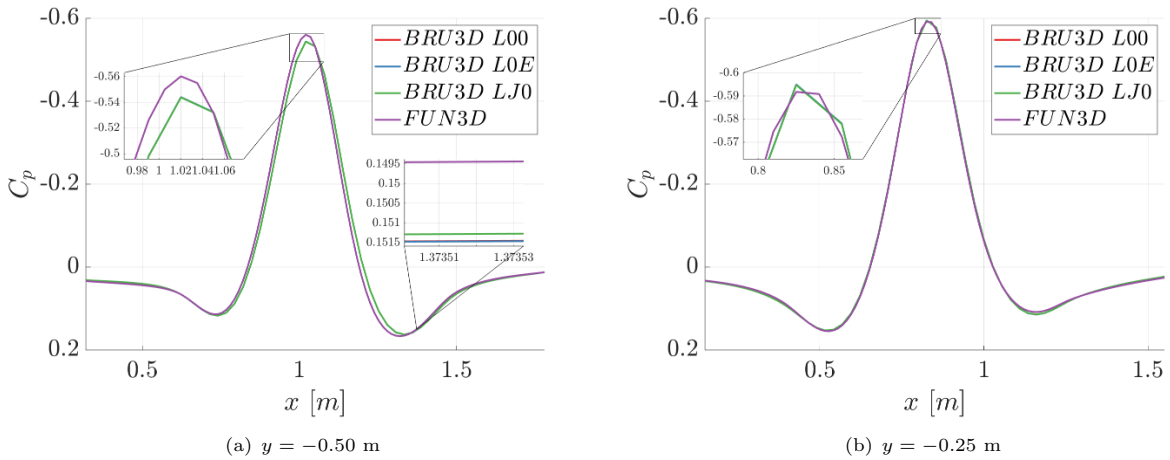 -0.6
-0.4
-0.2
0
0.2
C_p
0.5
1
1.5
x [m]
BRU3D L00
BRU3D L0E
BRU3D LJ0
FUN3D
-0.56
-0.54
-0.52
-0.5
0.98 1 1.02 1.04 1.06
0.1495
0.15
0.1505
0.151
0.1515
1.37351 1.37353
(a) y = −0.50 m
-0.6
-0.4
-0.2
0
0.2
C_p
0.5
1
1.5
x [m]
BRU3D L00
BRU3D L0E
BRU3D LJ0
FUN3D
-0.6
-0.59
-0.58
-0.57
0.8 0.85
(b) y = −0.25 m